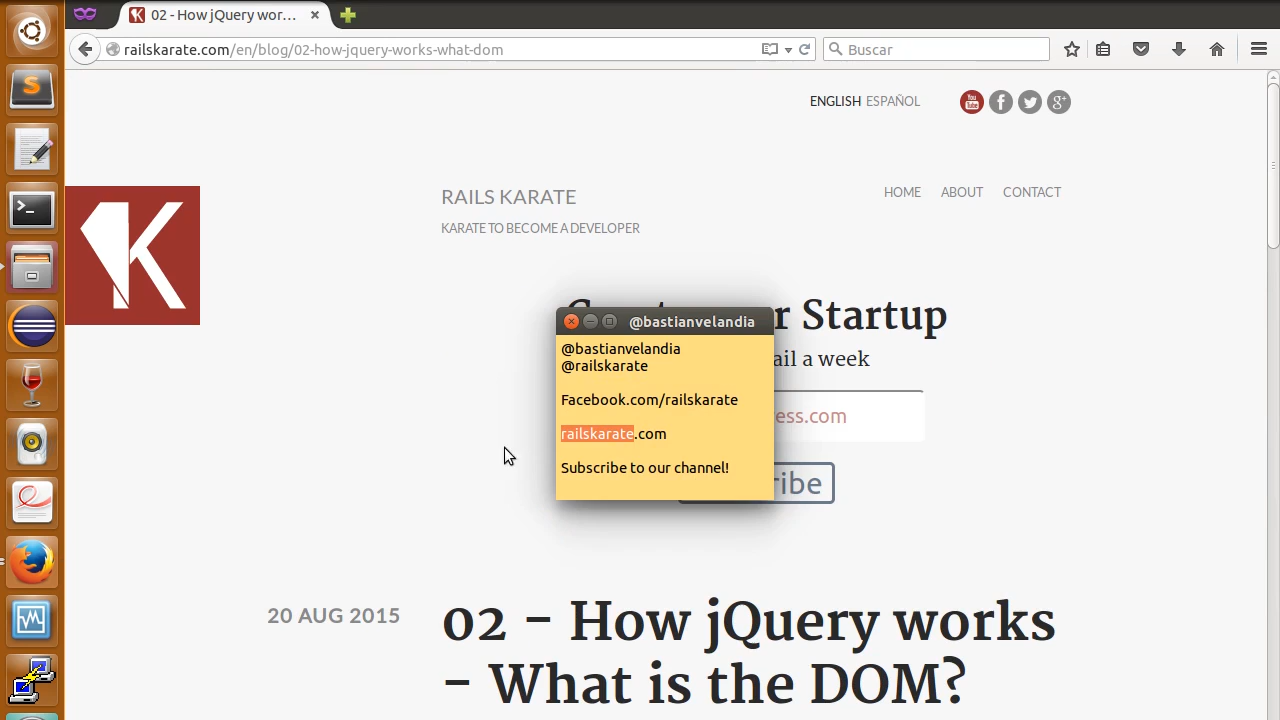 02 - How jQuery wor...
railskarate.com/en/blog/02-how-jquery-works-what-dom
Buscar
ENGLISH ESPAÑOL
You Tube
RAILS KARATE
HOME ABOUT CONTACT
KARATE TO BECOME A DEVELOPER
Startup
@bastianvelandia
@bastianvelandia
@railskarate
Facebook.com/railskarate
railskarate.com
Subscribe to our channel!
a week
ess.com
20 AUG 2015
02 - How jQuery works
- What is the DOM?